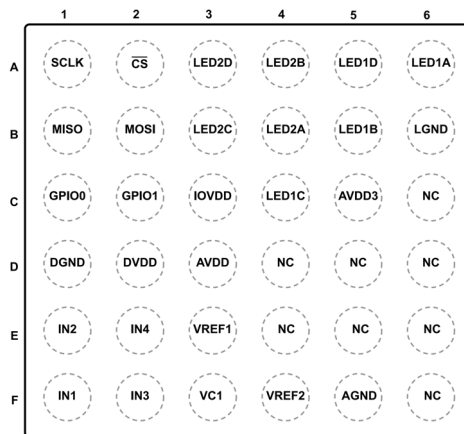 1 2 3 4 5 6
A SCLK CS LED2D LED2B LED1D LED1A
B MISO MOSI LED2C LED2A LED1B LGND
C GPIO0 GPIO1 IOVDD LED1C AVDD3 NC
D DGND DVDD AVDD NC NC NC
E IN2 IN4 VREF1 NC NC NC
F IN1 IN3 VC1 VREF2 AGND NC